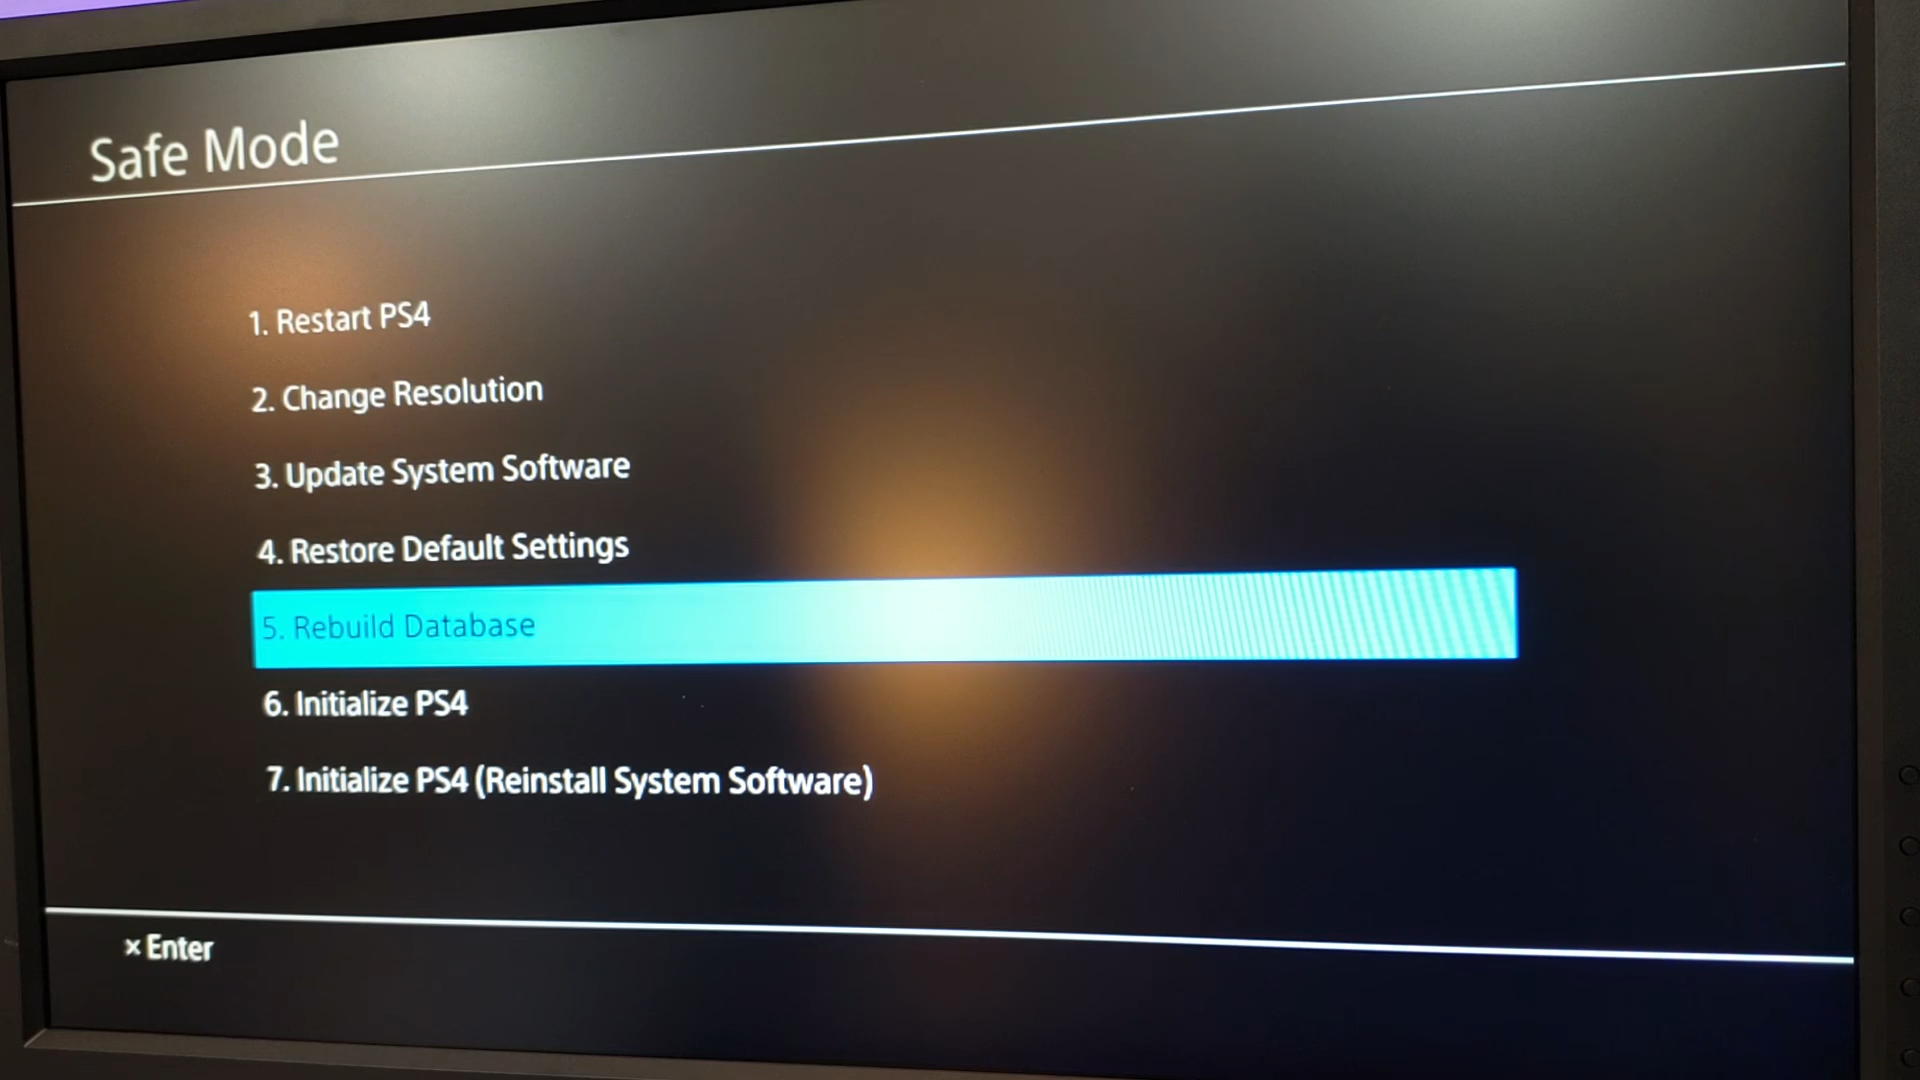 Safe Mode
1. Restart PS4
2. Change Resolution
3. Update System Software
4. Restore Default Settings
5. Rebuild Database
6. Initialize PS4
7. Initialize PS4 (Reinstall System Software)
× Enter